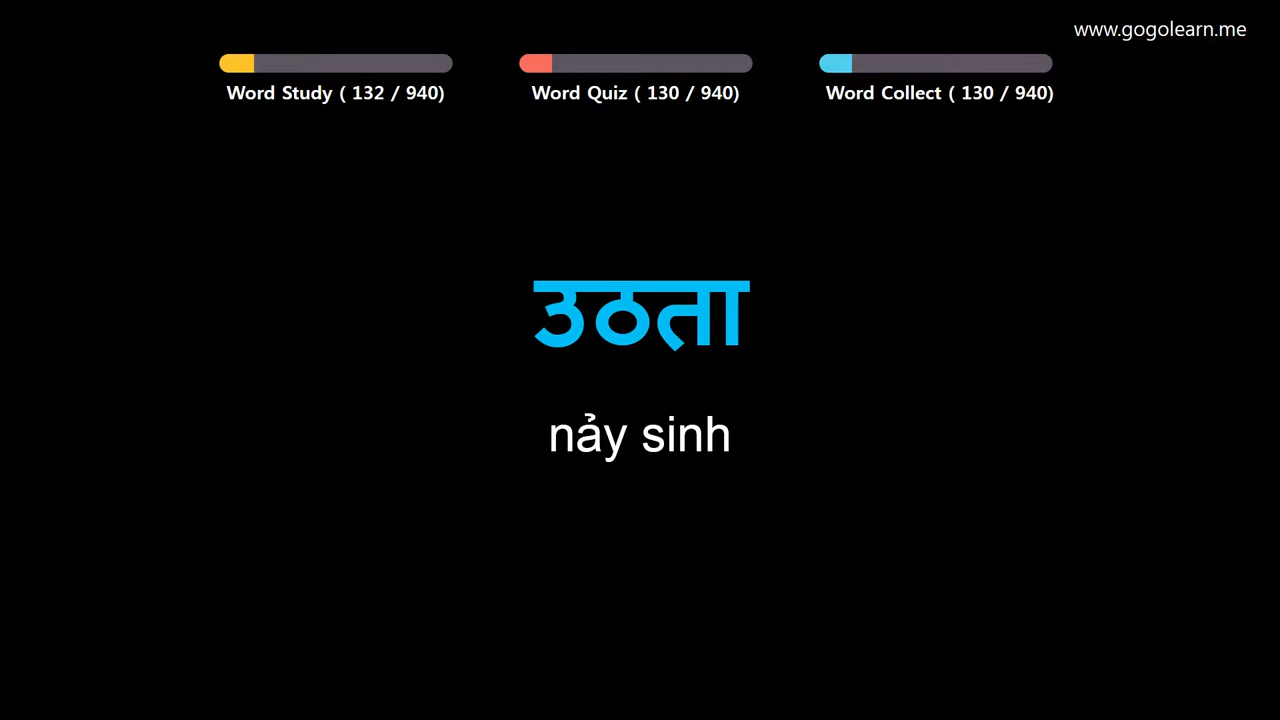 www.gogolearn.me
Word Study ( 132 / 940)
Word Quiz ( 130 / 940)
Word Collect ( 130 / 940)
उठता
nảy sinh